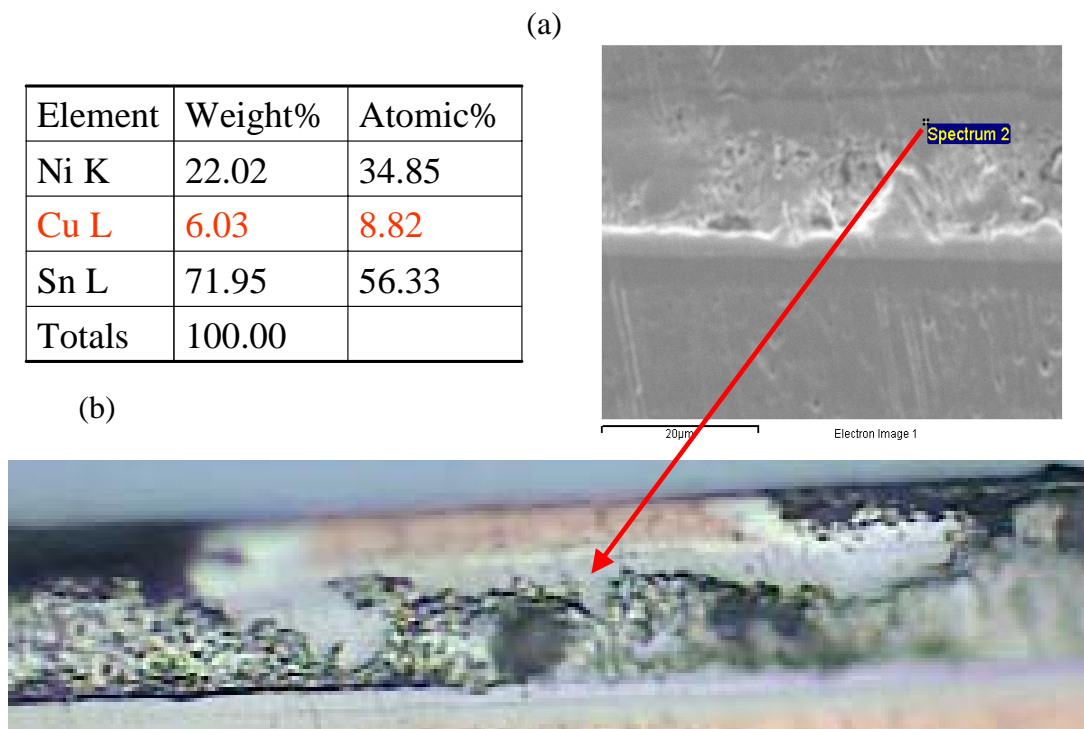 (a)
Element Weight% Atomic%
Ni K 22.02 34.85
Cu L 6.03 8.82
Sn L 71.95 56.33
Totals 100.00
Spectrum 2
20µm
Electron Image 1
(b)